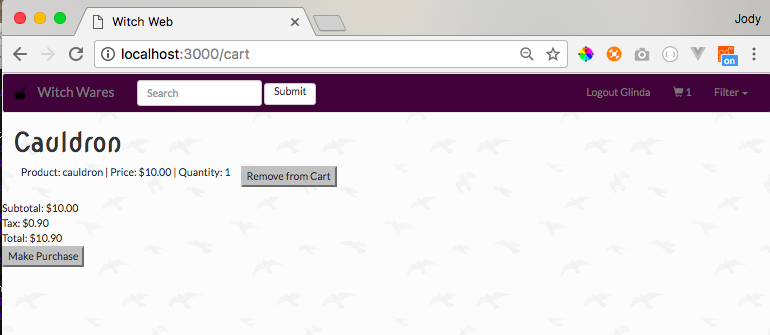 Witch Web
Jody
localhost:3000/cart
on
Witch Wares
Search
Submit
Logout Glinda
1
Filter
Cauldron
Product: cauldron | Price: $10.00 | Quantity: 1
Remove from Cart
Subtotal: $10.00
Tax: $0.90
Total: $10.90
Make Purchase